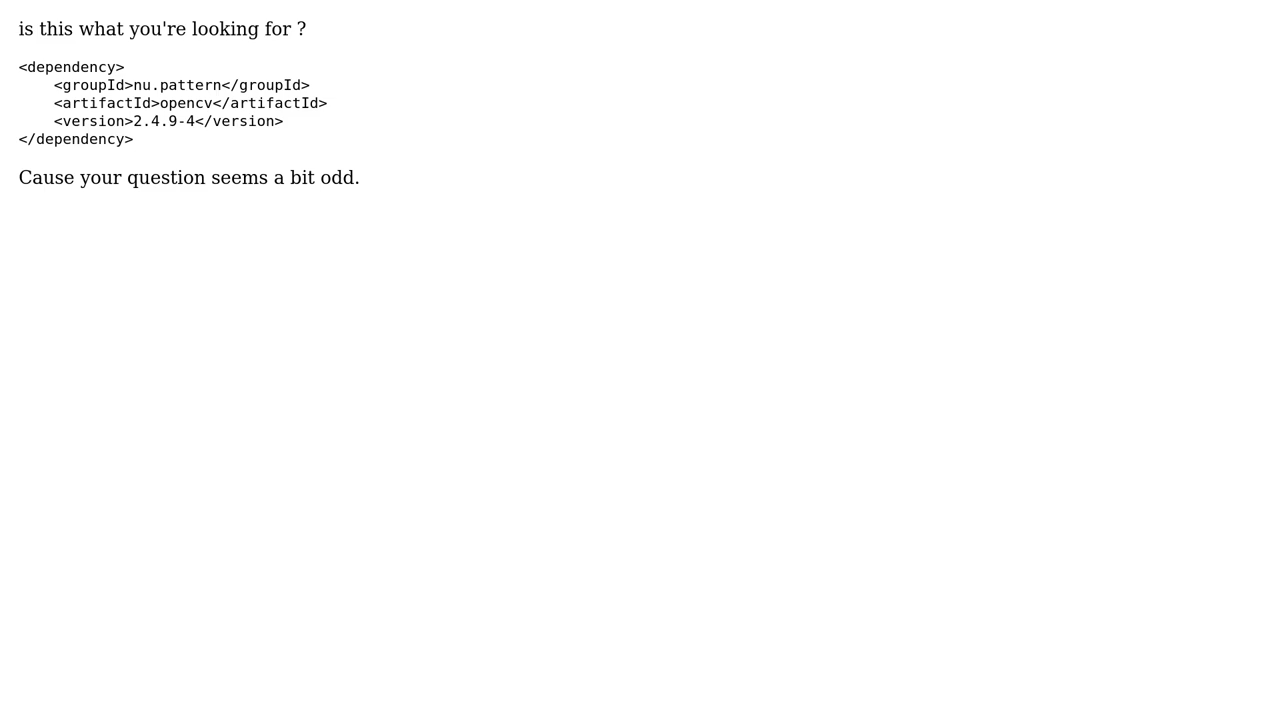 is this what you're looking for ?
<dependency>
    <groupId>nu.pattern</groupId>
    <artifactId>opencv</artifactId>
    <version>2.4.9-4</version>
</dependency>
Cause your question seems a bit odd.